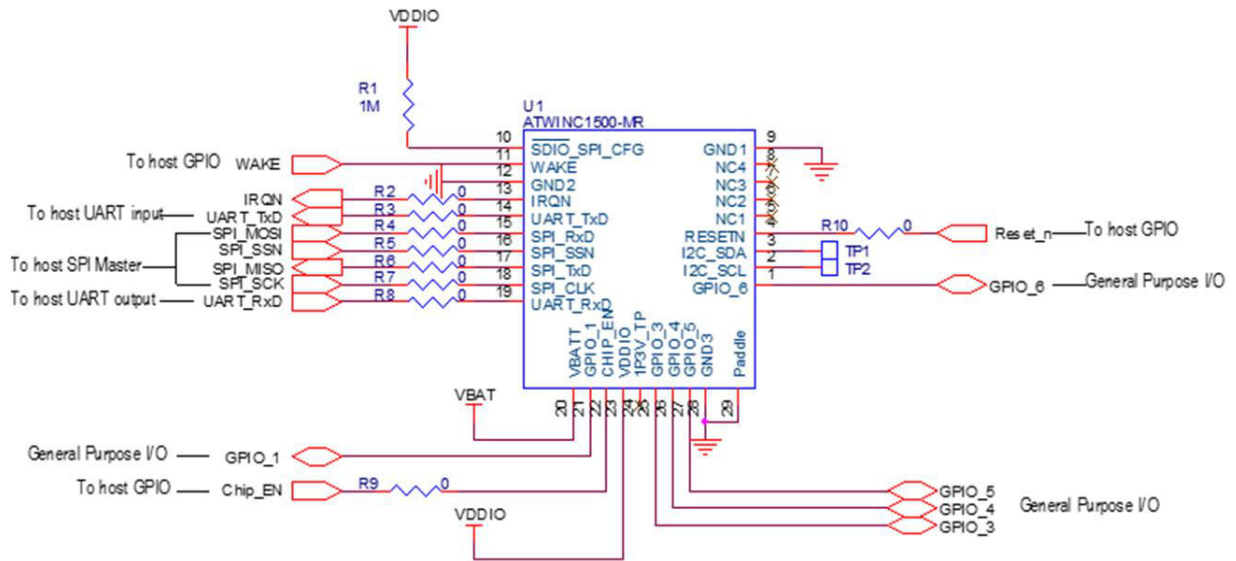 VDDIO
R1
1M
U1
ATWINC1500-MR
10 SDIO_SPI_CFG GND1 9
To host GPIO WAKE 11 WAKE NC4 8
12 GND2 NC3 7
IRQN R2 0 13 IRQN NC2 6
To host UART input UART_TxD R3 0 14 UART_TxD NC1 5
SPI_MOSI R4 0 15 SPI_RxD RESETN 4 R10 0 Reset_n To host GPIO
SPI_SSN R5 0 16 SPI_SSN I2C_SDA 3 TP1
To host SPI Master SPI_MISO R6 0 17 SPI_TxD I2C_SCL 2 TP2
SPI_SCK R7 0 18 SPI_CLK GPIO_6 1 GPIO_6 General Purpose I/O
To host UART output UART_RxD R8 0 19 UART_RxD
VBATT GPIO_1 CHIP_EN VDDIO 1P3V_TP GPIO_3 GPIO_4 GPIO_5 GND3 Paddle
20 21 22 23 24 25 26 27 28 29
VBAT
General Purpose I/O GPIO_1
To host GPIO Chip_EN R9 0
VDDIO
GPIO_5
GPIO_4 General Purpose I/O
GPIO_3